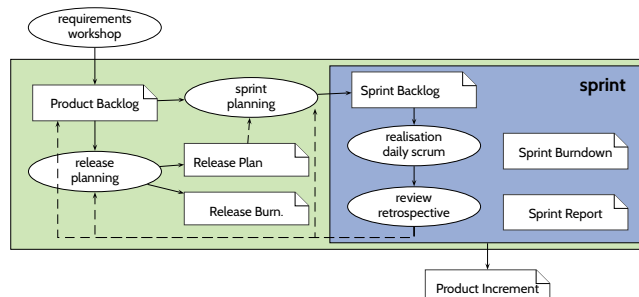 requirements
workshop
sprint
Product Backlog
sprint
planning
Sprint Backlog
realisation
daily scrum
Sprint Burndown
release
planning
Release Plan
review
retrospective
Release Burn.
Sprint Report
Product Increment